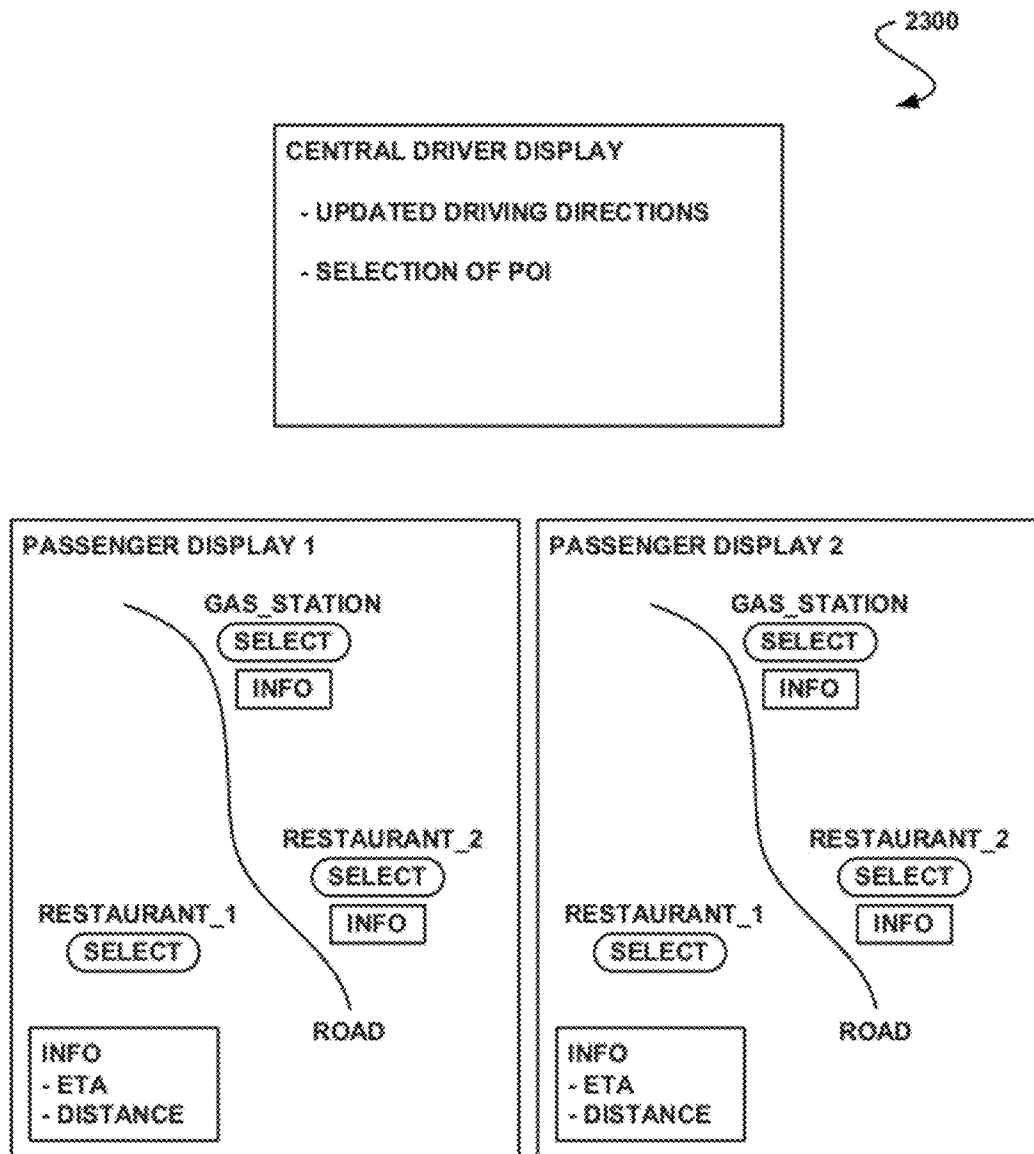 2300
CENTRAL DRIVER DISPLAY
- UPDATED DRIVING DIRECTIONS
- SELECTION OF POI
PASSENGER DISPLAY 1
GAS_STATION
SELECT
INFO
RESTAURANT_2
SELECT
INFO
RESTAURANT_1
SELECT
ROAD
INFO
- ETA
- DISTANCE
PASSENGER DISPLAY 2
GAS_STATION
SELECT
INFO
RESTAURANT_2
SELECT
INFO
RESTAURANT_1
SELECT
ROAD
INFO
- ETA
- DISTANCE